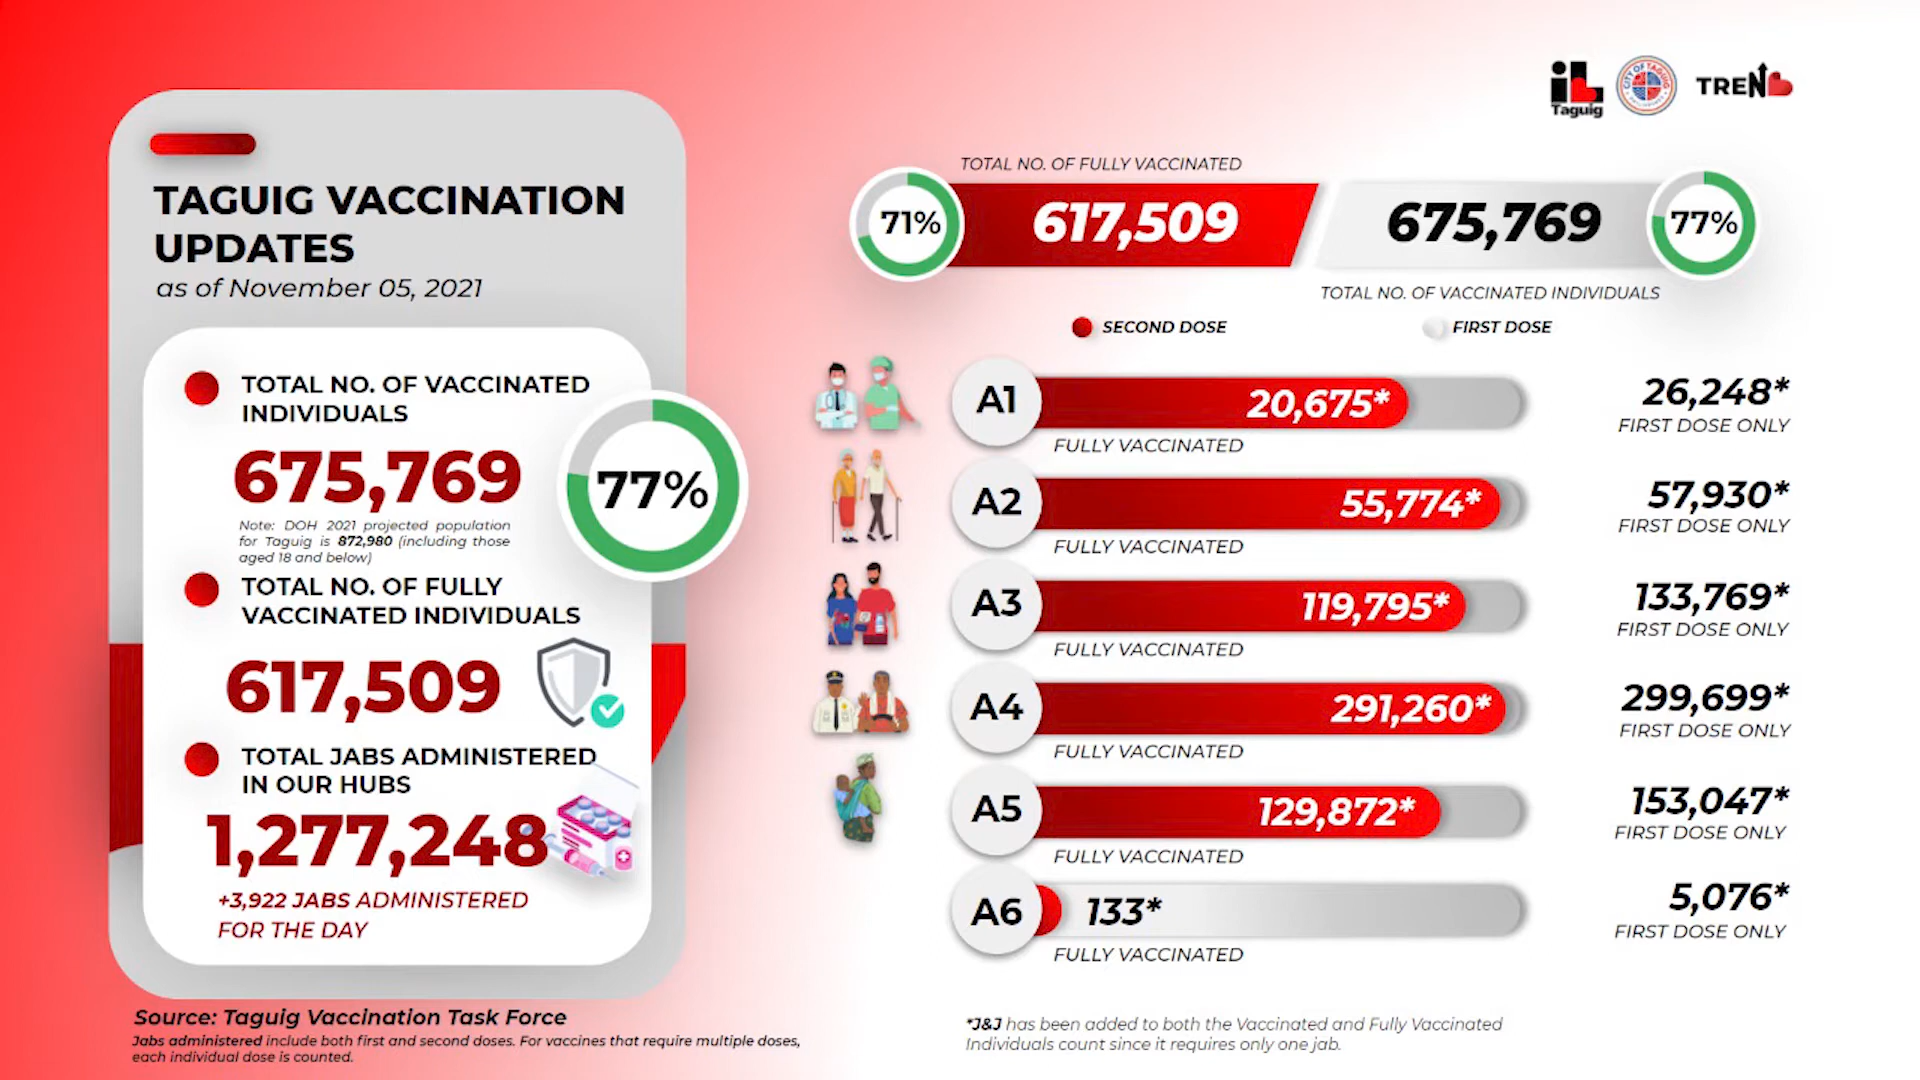 iL
Taguig
CITY OF TAGUIG
TREND
TAGUIG VACCINATION
UPDATES
as of November 05, 2021
TOTAL NO. OF VACCINATED
INDIVIDUALS
675,769
77%
Note: DOH 2021 projected population
for Taguig is 872,980 (including those
aged 18 and below)
TOTAL NO. OF FULLY
VACCINATED INDIVIDUALS
617,509
TOTAL JABS ADMINISTERED
IN OUR HUBS
1,277,248
+3,922 JABS ADMINISTERED
FOR THE DAY
Source: Taguig Vaccination Task Force
Jabs administered include both first and second doses. For vaccines that require multiple doses,
each individual dose is counted.
TOTAL NO. OF FULLY VACCINATED
71% 617,509 675,769 77%
TOTAL NO. OF VACCINATED INDIVIDUALS
SECOND DOSE FIRST DOSE
A1 20,675* 26,248*
FULLY VACCINATED FIRST DOSE ONLY
A2 55,774* 57,930*
FULLY VACCINATED FIRST DOSE ONLY
A3 119,795* 133,769*
FULLY VACCINATED FIRST DOSE ONLY
A4 291,260* 299,699*
FULLY VACCINATED FIRST DOSE ONLY
A5 129,872* 153,047*
FULLY VACCINATED FIRST DOSE ONLY
A6 133* 5,076*
FULLY VACCINATED FIRST DOSE ONLY
*J&J has been added to both the Vaccinated and Fully Vaccinated
Individuals count since it requires only one jab.